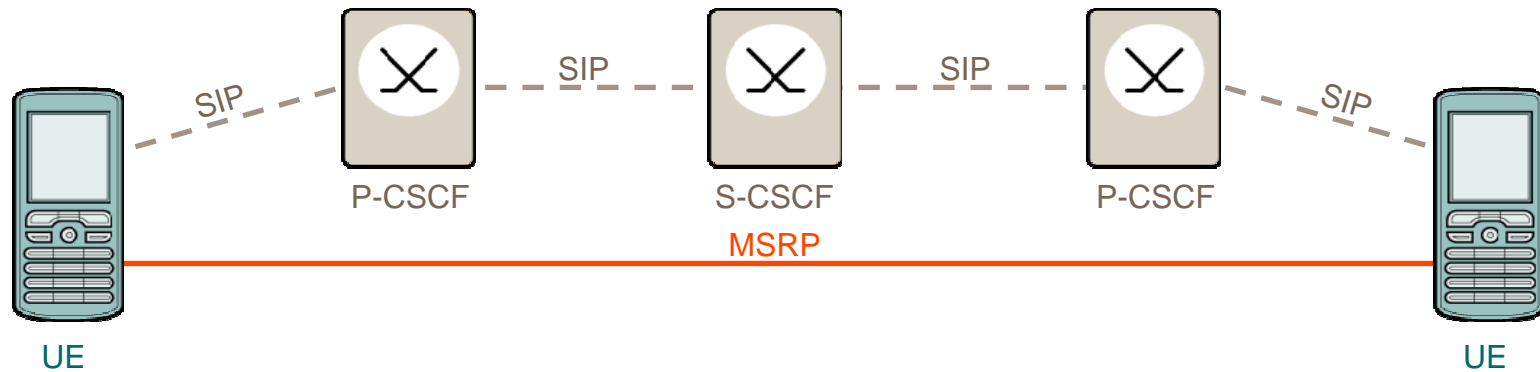 SIP
SIP
SIP
SIP
P-CSCF
S-CSCF
P-CSCF
MSRP
UE
UE